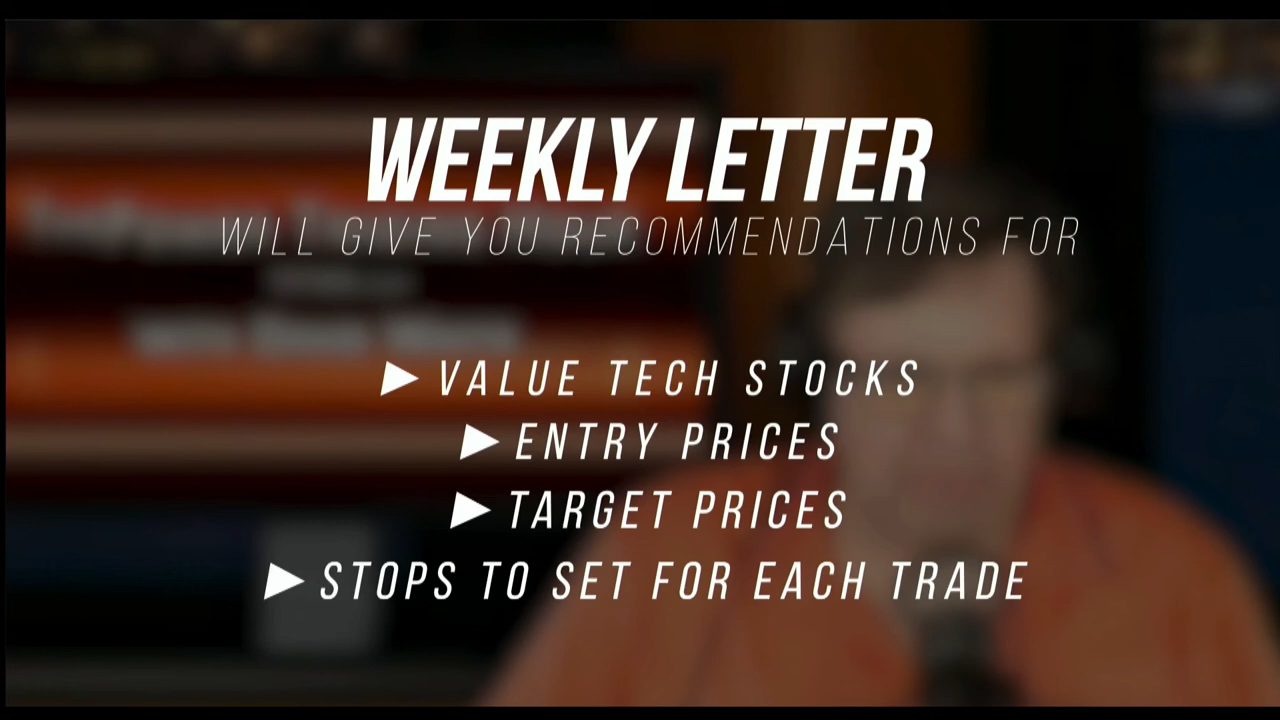 WEEKLY LETTER
WILL GIVE YOU RECOMMENDATIONS FOR
▶ VALUE TECH STOCKS
▶ ENTRY PRICES
▶ TARGET PRICES
▶ STOPS TO SET FOR EACH TRADE